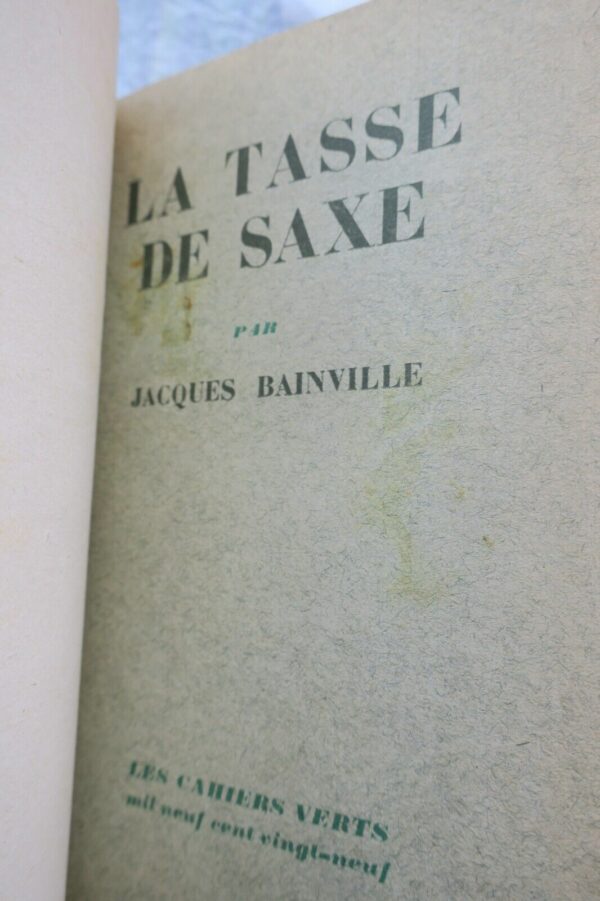 LA TASSE
DE SAXE
PAR
JACQUES BAINVILLE
LES CAHIERS VERTS
mil neuf cent vingt-neuf